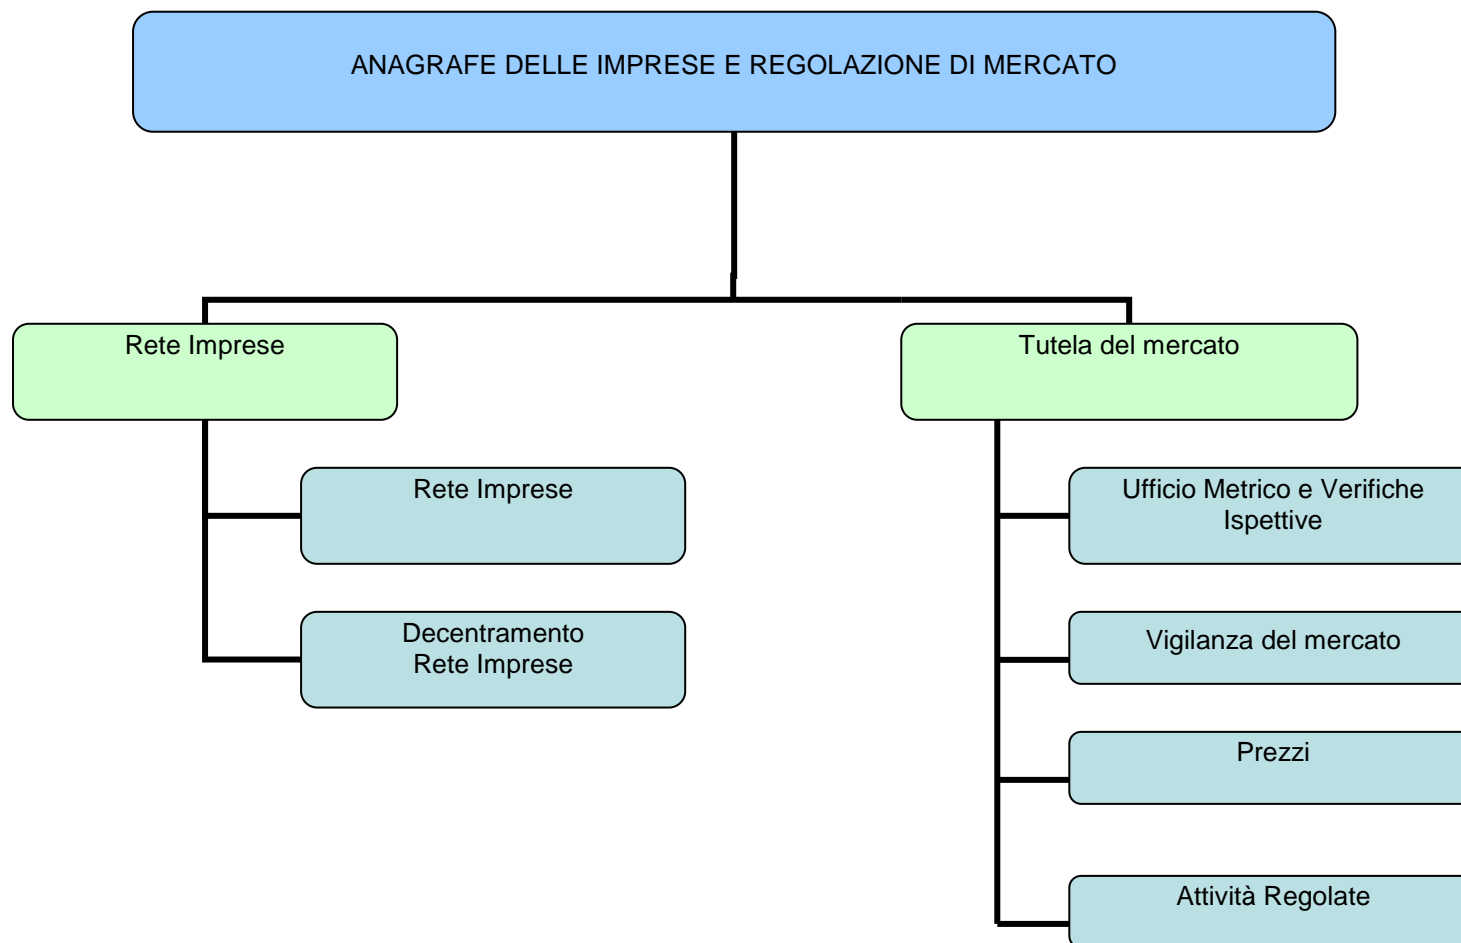 ANAGRAFE DELLE IMPRESE E REGOLAZIONE DI MERCATO
Rete Imprese
Tutela del mercato
Rete Imprese
Decentramento
Rete Imprese
Ufficio Metrico e Verifiche
Ispettive
Vigilanza del mercato
Prezzi
Attività Regolate